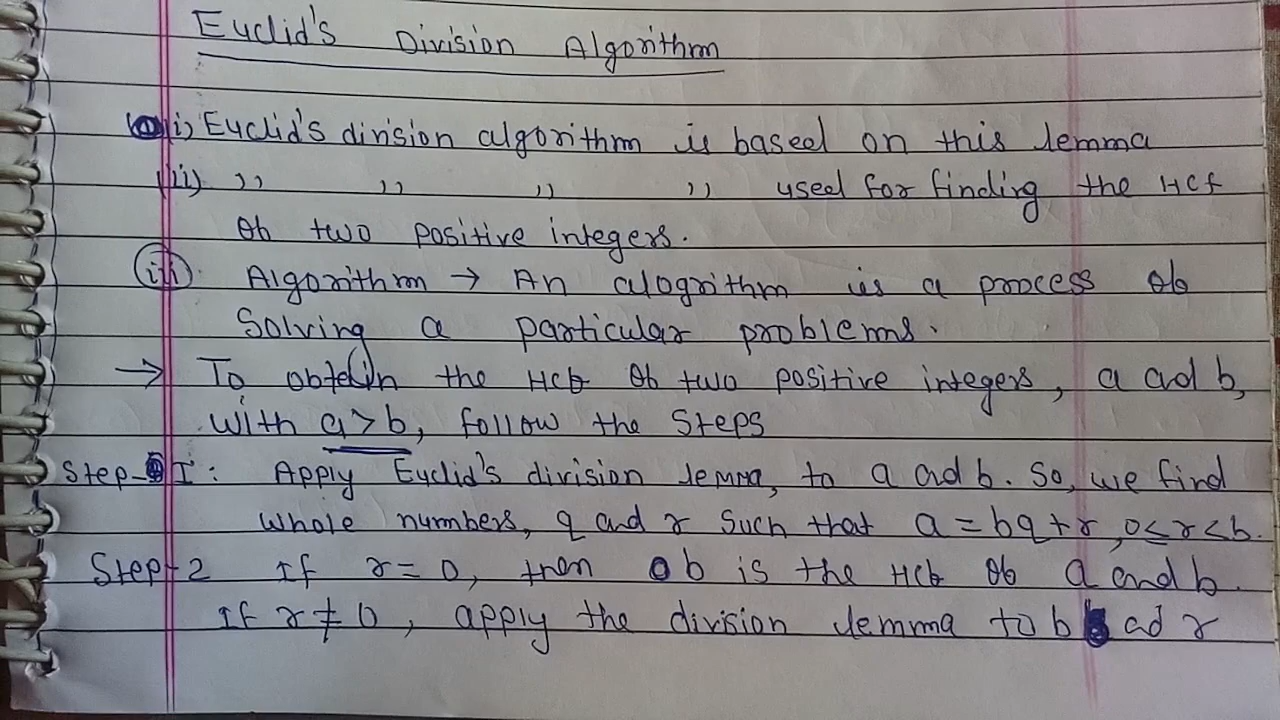 Euclid's Division Algorithm
i) Euclid's division algorithm is based on this lemma
(ii) ,, ,, ,, ,, used for finding the HCF
Of two positive integers.
(iii) Algorithm → An alogrithm is a process of
Solving a particular problems.
→ To obtain the HCF Of two positive integers, a ad b,
with a > b, follow the Steps
Step-I: Apply Euclid's division lemma, to a ad b. So, we find
whole numbers, q and r such that a = bq + r, 0 ≤ r < b.
Step-2 If r = 0, then b is the HCF Of a and b.
If r ≠ 0, apply the division lemma to b ad r